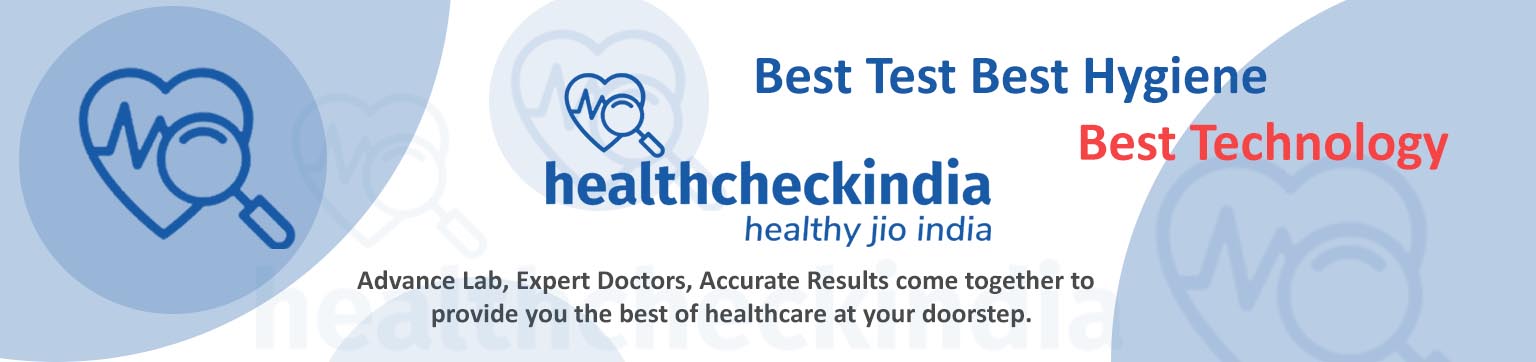 Best Test Best Hygiene
Best Technology
healthcheckindia
healthy jio india
Advance Lab, Expert Doctors, Accurate Results come together to
provide you the best of healthcare at your doorstep.
healthcheckindia